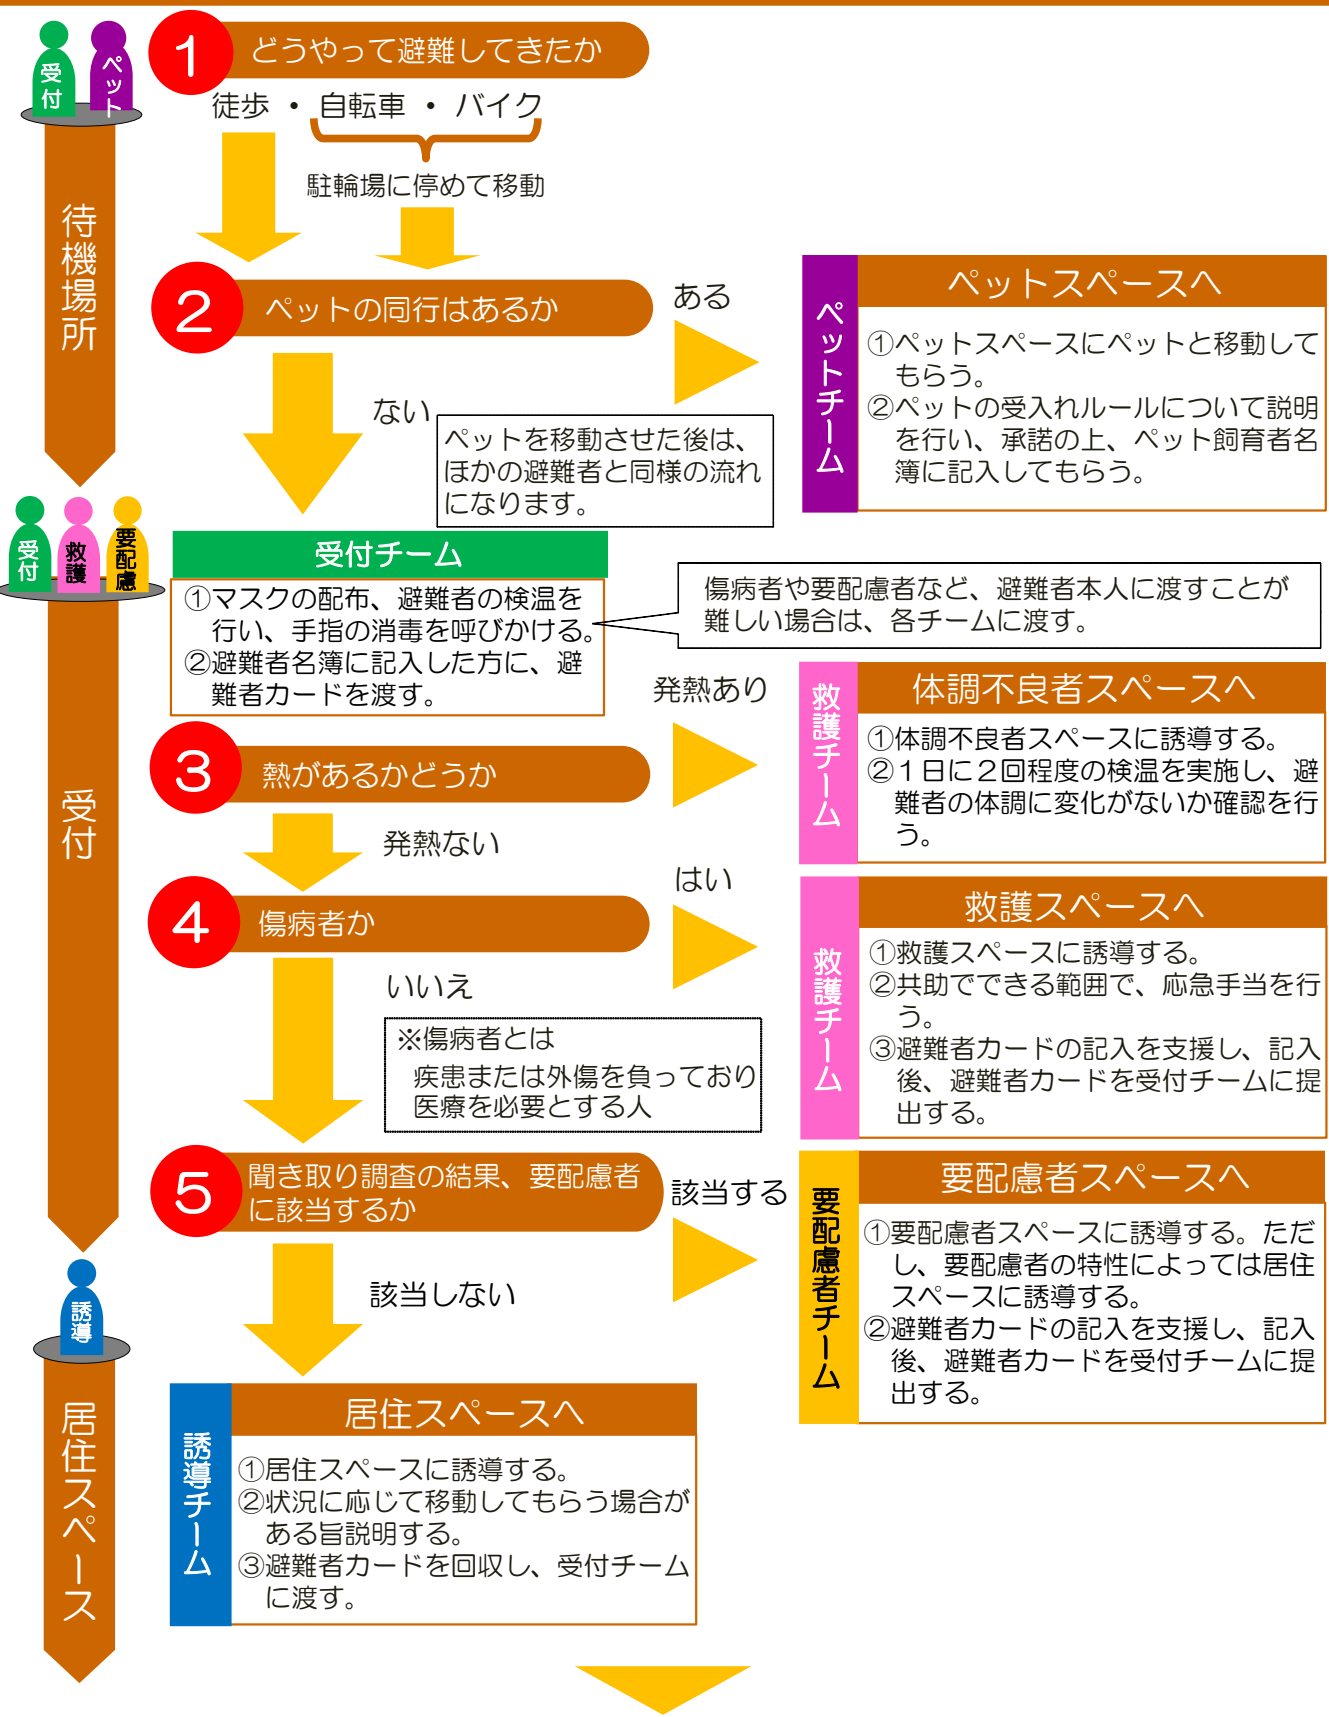 受付
ペット
1
どうやって避難してきたか
徒歩 ・ 自転車 ・ バイク
駐輪場に停めて移動
待機場所
2
ペットの同行はあるか
ある
ない
ペットチーム
ペットスペースへ
①ペットスペースにペットと移動して
もらう。
②ペットの受入れルールについて説明
を行い、承諾の上、ペット飼育者名
簿に記入してもらう。
ペットを移動させた後は、
ほかの避難者と同様の流れ
になります。
受付
救護
要配慮
受付チーム
①マスクの配布、避難者の検温を
行い、手指の消毒を呼びかける。
②避難者名簿に記入した方に、避
難者カードを渡す。
傷病者や要配慮者など、避難者本人に渡すことが
難しい場合は、各チームに渡す。
受付
3
熱があるかどうか
発熱あり
発熱ない
救護チーム
体調不良者スペースへ
①体調不良者スペースに誘導する。
②１日に２回程度の検温を実施し、避
難者の体調に変化がないか確認を行
う。
4
傷病者か
はい
いいえ
※傷病者とは
疾患または外傷を負っており
医療を必要とする人
救護チーム
救護スペースへ
①救護スペースに誘導する。
②共助でできる範囲で、応急手当を行
う。
③避難者カードの記入を支援し、記入
後、避難者カードを受付チームに提
出する。
5
聞き取り調査の結果、要配慮者
に該当するか
該当する
該当しない
要配慮者チーム
要配慮者スペースへ
①要配慮者スペースに誘導する。ただ
し、要配慮者の特性によっては居住
スペースに誘導する。
②避難者カードの記入を支援し、記入
後、避難者カードを受付チームに提
出する。
誘導
居住スペース
誘導チーム
居住スペースへ
①居住スペースに誘導する。
②状況に応じて移動してもらう場合が
ある旨説明する。
③避難者カードを回収し、受付チーム
に渡す。